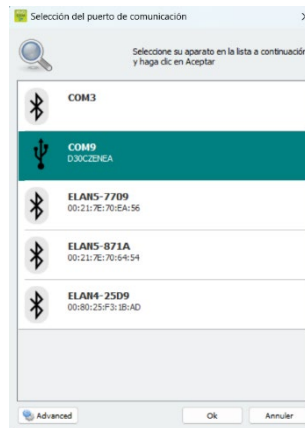 Selección del puerto de comunicación
Seleccione su aparato en la lista a continuación
y haga clic en Aceptar
COM3
COM9
D30CZENEA
ELAN5-7709
00:21:7E:70:EA:56
ELAN5-871A
00:21:7E:70:64:54
ELAN4-25D9
00:80:25:F3:1B:AD
Advanced
Ok
Annuler